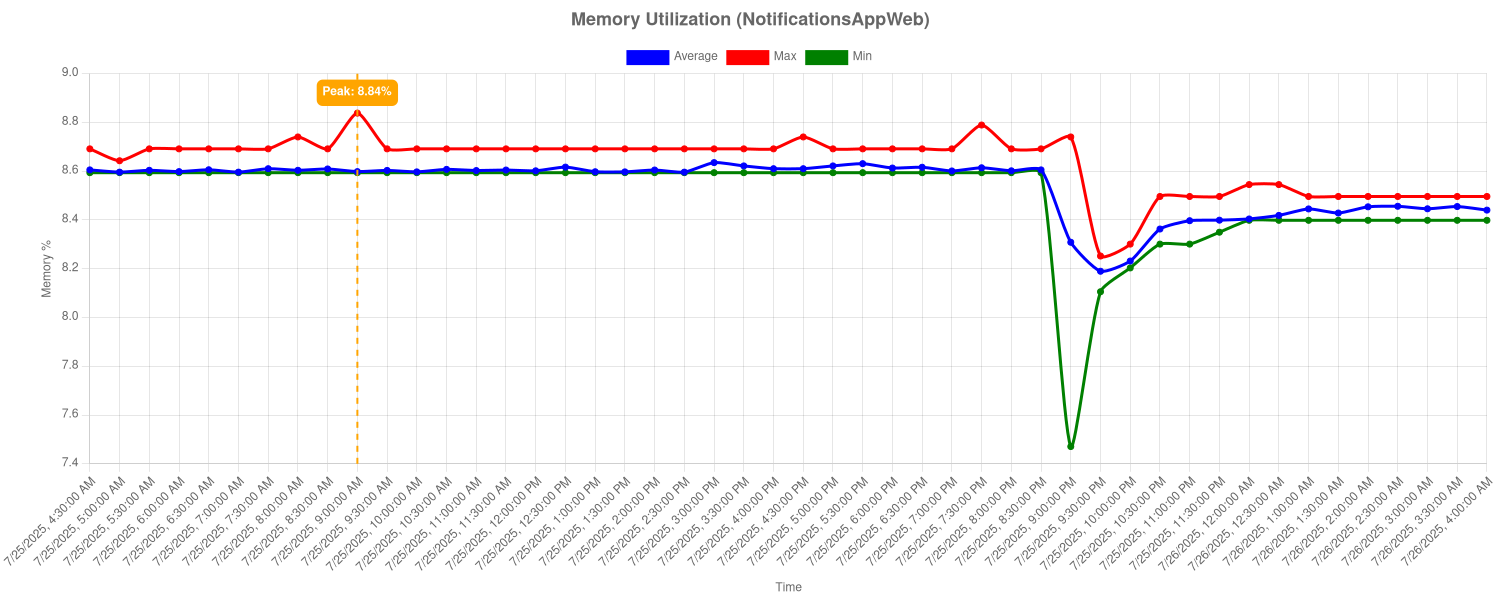 Memory Utilization (NotificationsAppWeb)
Average Max Min
Peak: 8.84%
9.0
8.8
8.6
8.4
8.2
8.0
7.8
7.6
7.4
Memory %
7/25/2025, 4:30:00 AM
7/25/2025, 5:00:00 AM
7/25/2025, 5:30:00 AM
7/25/2025, 6:00:00 AM
7/25/2025, 6:30:00 AM
7/25/2025, 7:00:00 AM
7/25/2025, 7:30:00 AM
7/25/2025, 8:00:00 AM
7/25/2025, 8:30:00 AM
7/25/2025, 9:00:00 AM
7/25/2025, 9:30:00 AM
7/25/2025, 10:00:00 AM
7/25/2025, 10:30:00 AM
7/25/2025, 11:00:00 AM
7/25/2025, 11:30:00 AM
7/25/2025, 12:00:00 PM
7/25/2025, 12:30:00 PM
7/25/2025, 1:00:00 PM
7/25/2025, 1:30:00 PM
7/25/2025, 2:00:00 PM
7/25/2025, 2:30:00 PM
7/25/2025, 3:00:00 PM
7/25/2025, 3:30:00 PM
7/25/2025, 4:00:00 PM
7/25/2025, 4:30:00 PM
7/25/2025, 5:00:00 PM
7/25/2025, 5:30:00 PM
7/25/2025, 6:00:00 PM
7/25/2025, 6:30:00 PM
7/25/2025, 7:00:00 PM
7/25/2025, 7:30:00 PM
7/25/2025, 8:00:00 PM
7/25/2025, 8:30:00 PM
7/25/2025, 9:00:00 PM
7/25/2025, 9:30:00 PM
7/25/2025, 10:00:00 PM
7/25/2025, 10:30:00 PM
7/25/2025, 11:00:00 PM
7/25/2025, 11:30:00 PM
7/26/2025, 12:00:00 AM
7/26/2025, 12:30:00 AM
7/26/2025, 1:00:00 AM
7/26/2025, 1:30:00 AM
7/26/2025, 2:00:00 AM
7/26/2025, 2:30:00 AM
7/26/2025, 3:00:00 AM
7/26/2025, 3:30:00 AM
7/26/2025, 4:00:00 AM
Time